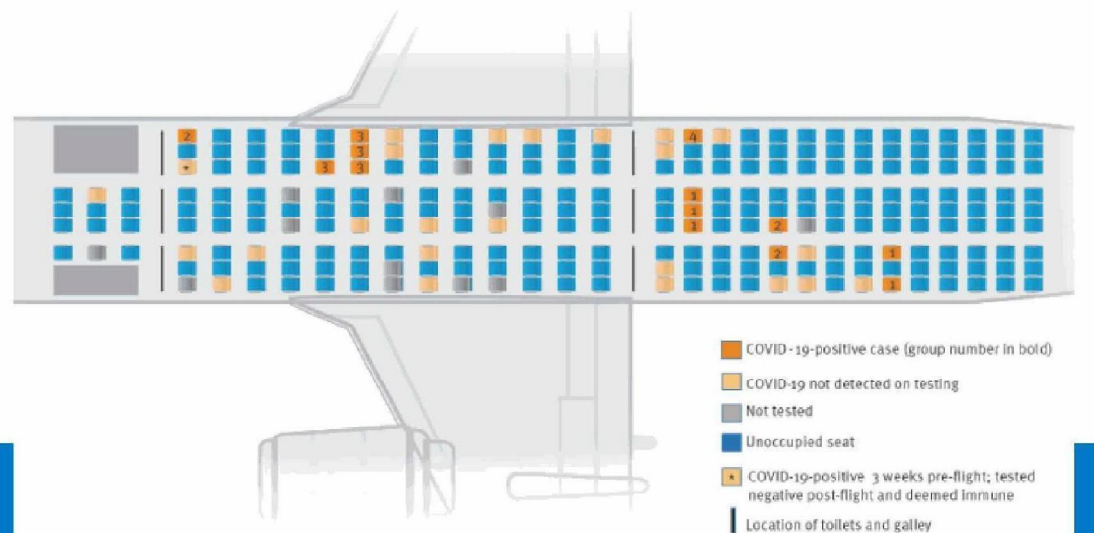 2 3 4
3
* 3 3
1
1
1 2
2 1
1
COVID-19-positive case (group number in bold)
COVID-19 not detected on testing
Not tested
Unoccupied seat
* COVID-19-positive 3 weeks pre-flight; tested
negative post-flight and deemed immune
Location of toilets and galley